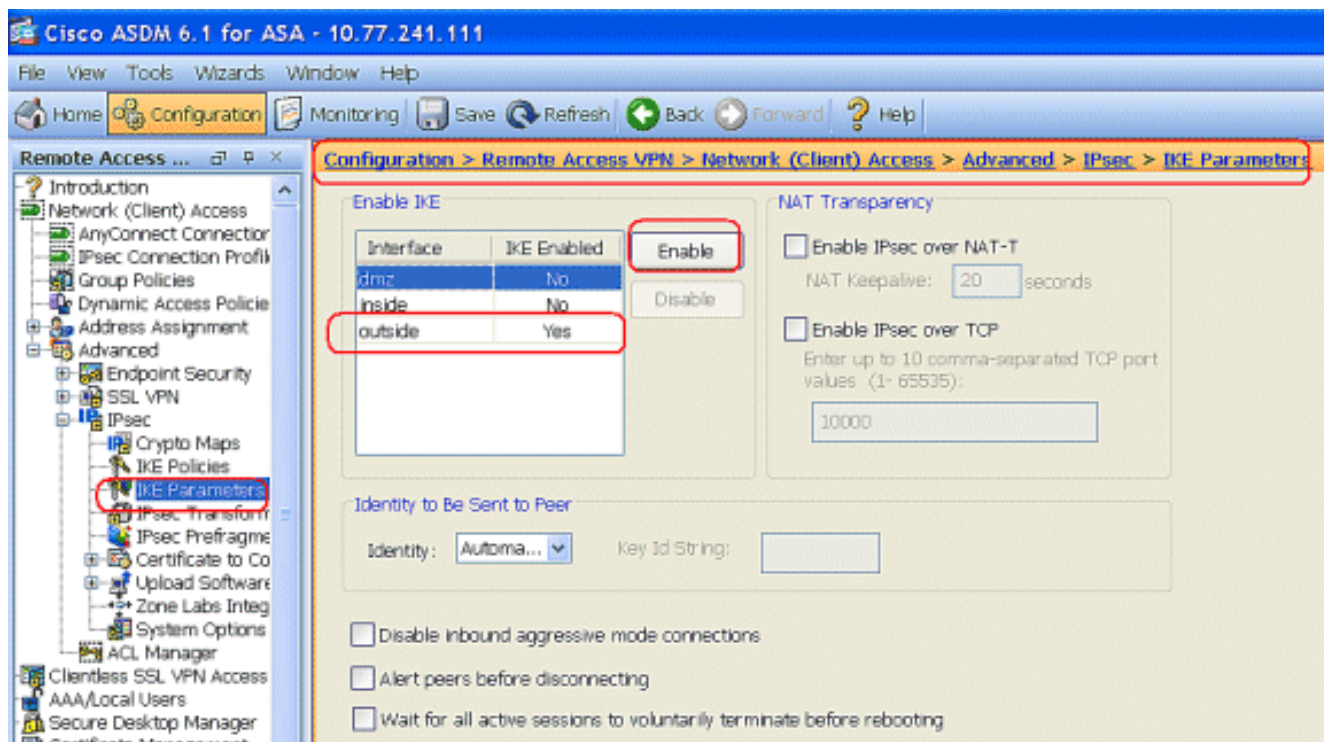 Cisco ASDM 6.1 for ASA - 10.77.241.111
File View Tools Wizards Window Help
Home Configuration Monitoring Save Refresh Back Forward Help
Remote Access ...
Introduction
Network (Client) Access
AnyConnect Connection
IPsec Connection Profil
Group Policies
Dynamic Access Policie
Address Assignment
Advanced
Endpoint Security
SSL VPN
IPsec
Crypto Maps
IKE Policies
IKE Parameters
IPsec Transform
IPsec Prefragme
Certificate to Co
Upload Software
Zone Labs Integ
System Options
ACL Manager
Clientless SSL VPN Access
AAA/Local Users
Secure Desktop Manager
Certificate Management
Configuration > Remote Access VPN > Network (Client) Access > Advanced > IPsec > IKE Parameters
Enable IKE
Interface IKE Enabled
dmz No
inside No
outside Yes
Enable
Disable
NAT Transparency
Enable IPsec over NAT-T
NAT Keepalive: 20 seconds
Enable IPsec over TCP
Enter up to 10 comma-separated TCP port
values (1- 65535):
10000
Identity to Be Sent to Peer
Identity: Automa... Key Id String:
Disable inbound aggressive mode connections
Alert peers before disconnecting
Wait for all active sessions to voluntarily terminate before rebooting